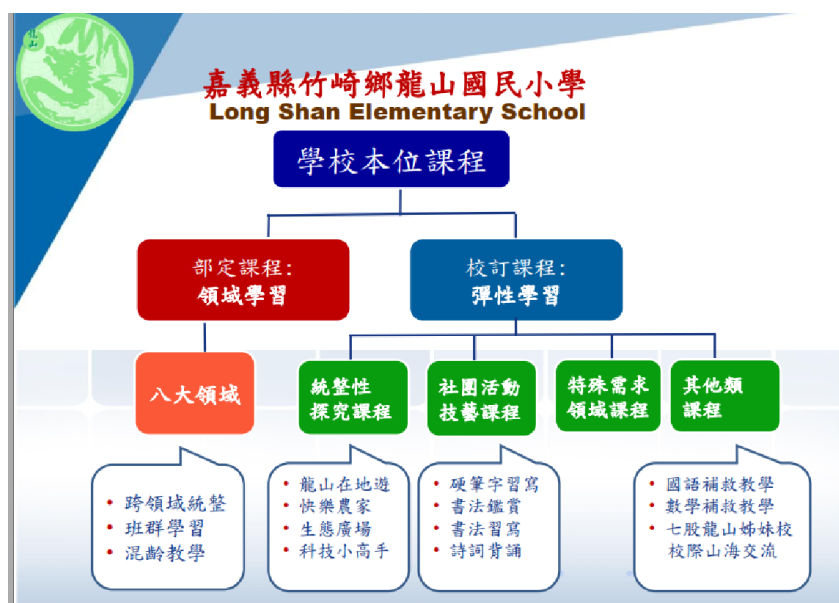 龍
山
嘉義縣竹崎鄉龍山國民小學
Long Shan Elementary School
學校本位課程
部定課程:
領域學習
校訂課程:
彈性學習
八大領域
統整性
探究課程
社團活動
技藝課程
特殊需求
領域課程
其他類
課程
• 跨領域統整
• 班群學習
• 混齡教學
• 龍山在地遊
• 快樂農家
• 生態廣場
• 科技小高手
• 硬筆字習寫
• 書法鑑賞
• 書法習寫
• 詩詞背誦
• 國語補救教學
• 數學補救教學
• 七股龍山姊妹校
校際山海交流